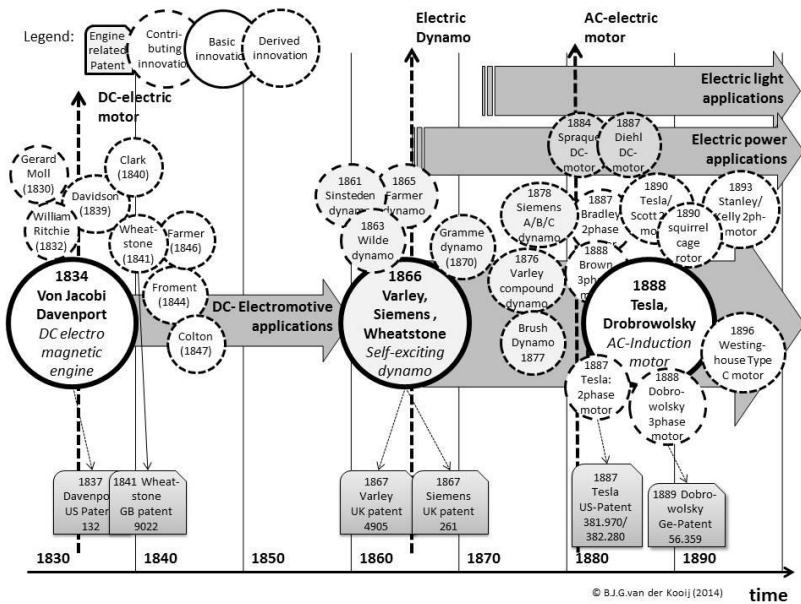 Legend:
Engine
related
Patent
Contri-
buting
innovation
Basic
innovation
Derived
innovation
Electric
Dynamo
AC-electric
motor
DC-electric
motor
Electric light
applications
Electric power
applications
Gerard
Moll
(1830)
William
Ritchie
(1832)
Davidson
(1839)
Clark
(1840)
Wheat-
stone
(1841)
Farmer
(1846)
Froment
(1844)
Colton
(1847)
1834
Von Jacobi
Davenport
DC electro
magnetic
engine
DC- Electromotive
applications
1861
Sinsteden
dynamo
1865
Farmer
dynamo
1863
Wilde
dynamo
Gramme
dynamo
(1870)
1866
Varley,
Siemens ,
Wheatstone
Self-exciting
dynamo
1878
Siemens
A/B/C
dynamo
1876
Varley
compound
dynamo
Brush
Dynamo
1877
1884
Spraque
DC-
motor
1887
Diehl
DC-
motor
1887
Bradley
2phase
1888
Brown
3phase
1890
Tesla/
Scott 2
1890
squirrel
cage
rotor
1893
Stanley/
Kelly 2ph-
motor
1888
Tesla,
Drobrowolsky
AC-Induction
motor
1896
Westing-
house Type
C motor
1887
Tesla:
2phase
motor
1888
Dobro-
wolsky
3phase
motor
1837
Davenpo
US Paten
132
1841 Wheat-
stone
GB patent
9022
1867
Varley
UK patent
4905
1867
Siemens
UK patent
261
1887
Tesla
US-Patent
381.970/
382.280
1889 Dobro-
wolsky
Ge-Patent
56.359
1830
1840
1850
1860
1870
1880
1890
© B.J.G.van der Kooij (2014)
time